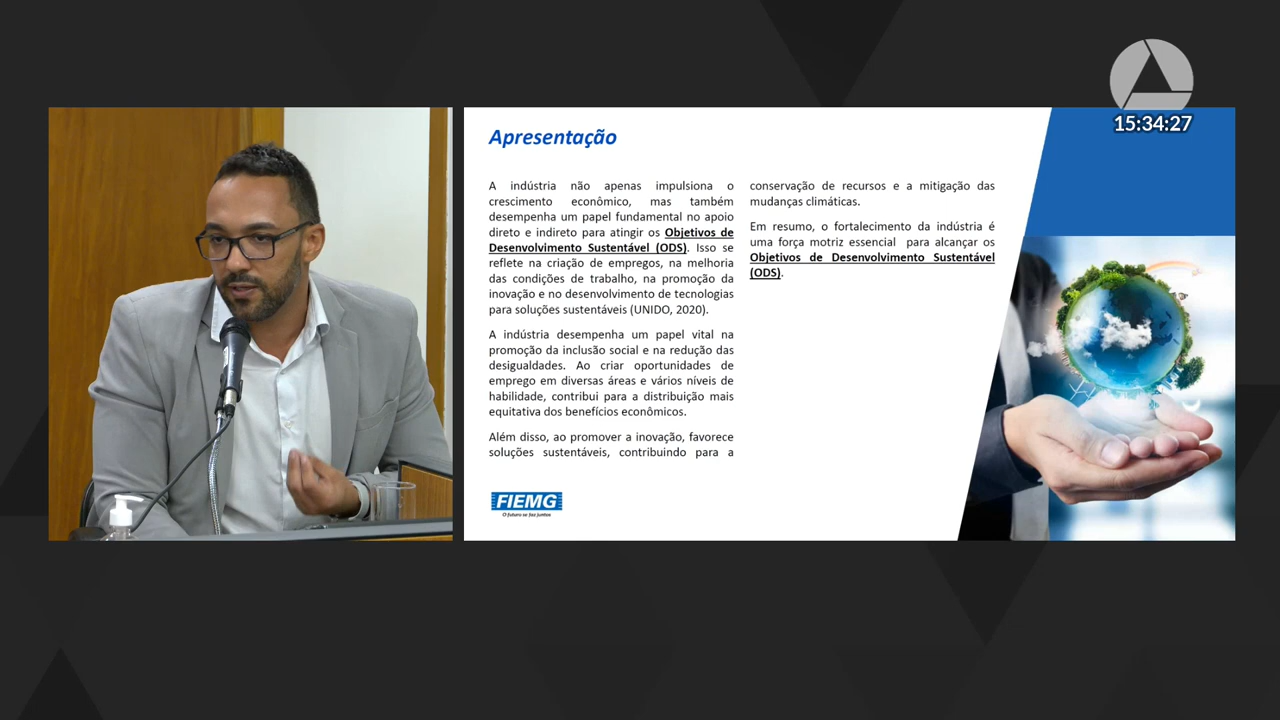 15:34:27
Apresentação
A indústria não apenas impulsiona o
crescimento econômico, mas também
desempenha um papel fundamental no apoio
direto e indireto para atingir os Objetivos de
Desenvolvimento Sustentável (ODS). Isso se
reflete na criação de empregos, na melhoria
das condições de trabalho, na promoção da
inovação e no desenvolvimento de tecnologias
para soluções sustentáveis (UNIDO, 2020).
A indústria desempenha um papel vital na
promoção da inclusão social e na redução das
desigualdades. Ao criar oportunidades de
emprego em diversas áreas e vários níveis de
habilidade, contribui para a distribuição mais
equitativa dos benefícios econômicos.
Além disso, ao promover a inovação, favorece
soluções sustentáveis, contribuindo para a
conservação de recursos e a mitigação das
mudanças climáticas.
Em resumo, o fortalecimento da indústria é
uma força motriz essencial para alcançar os
Objetivos de Desenvolvimento Sustentável
(ODS).
FIEMG
O futuro se faz juntos